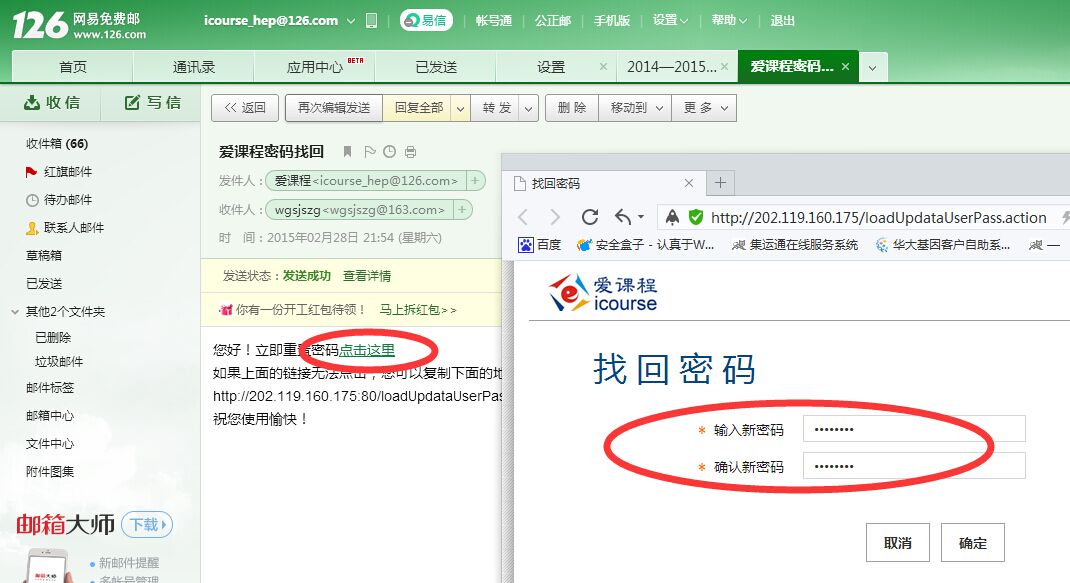 126 网易免费邮
www.126.com
icourse_hep@126.com
易信
帐号通
公正邮
手机版
设置
帮助
退出
首页
通讯录
应用中心 BETA
已发送
设置
2014—2015...
爱课程密码...
收 信
写 信
<< 返回
再次编辑发送
回复全部
转 发
删 除
移动到
更 多
收件箱 (66)
红旗邮件
待办邮件
联系人邮件
草稿箱
已发送
其他2个文件夹
已删除
垃圾邮件
邮件标签
邮箱中心
文件中心
附件图集
邮箱大师
下载
新邮件提醒
多帐号管理
爱课程密码找回
发件人：爱课程<icourse_hep@126.com>
收件人：wgsjszg<wgsjszg@163.com>
时 间：2015年02月28日 21:54 (星期六)
发送状态：发送成功 查看详情
你有一份开工红包待领！ 马上拆红包>>
您好！立即重置密码点击这里
如果上面的链接无法点击，您可以复制下面的地
http://202.119.160.175:80/loadUpdataUserPas
祝您使用愉快！
找回密码
http://202.119.160.175/loadUpdataUserPass.action
百度
安全盒子 - 认真于W...
集运通在线服务系统
华大基因客户自助系...
一
爱课程
icourse
找回密码
* 输入新密码 ••••••••
* 确认新密码 ••••••••
取消
确定